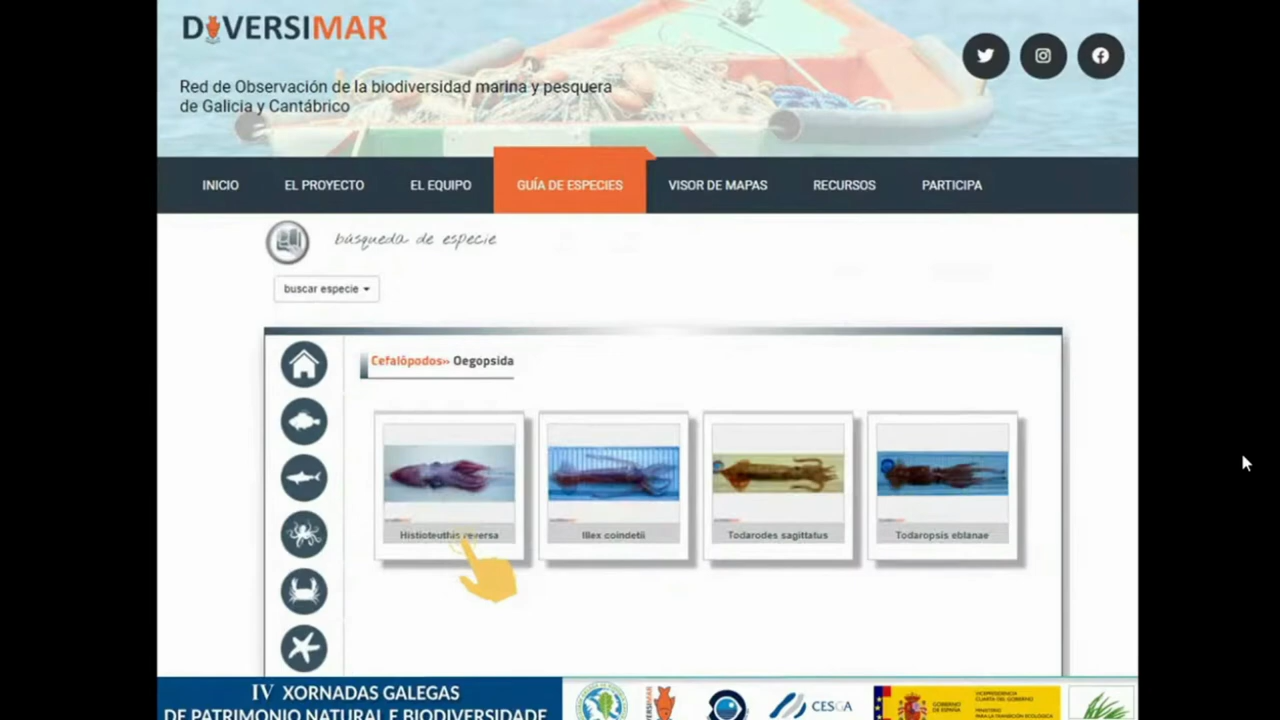 DIVERSIMAR
Red de Observación de la biodiversidad marina y pesquera
de Galicia y Cantábrico
INICIO
EL PROYECTO
EL EQUIPO
GUÍA DE ESPECIES
VISOR DE MAPAS
RECURSOS
PARTICIPA
búsqueda de especie
buscar especie
Cefalópodos» Oegopsida
Histioteuthis reversa
Illex coindetii
Todarodes sagittatus
Todaropsis eblanae
IV XORNADAS GALEGAS
DE PATRIMONIO NATURAL E BIODIVERSIDADE
DIVERSIMAR
CESGA
GOBIERNO
DE ESPAÑA
VICEPRESIDENCIA
CUARTA DEL GOBIERNO
MINISTERIO
PARA LA TRANSICIÓN ECOLÓGICA